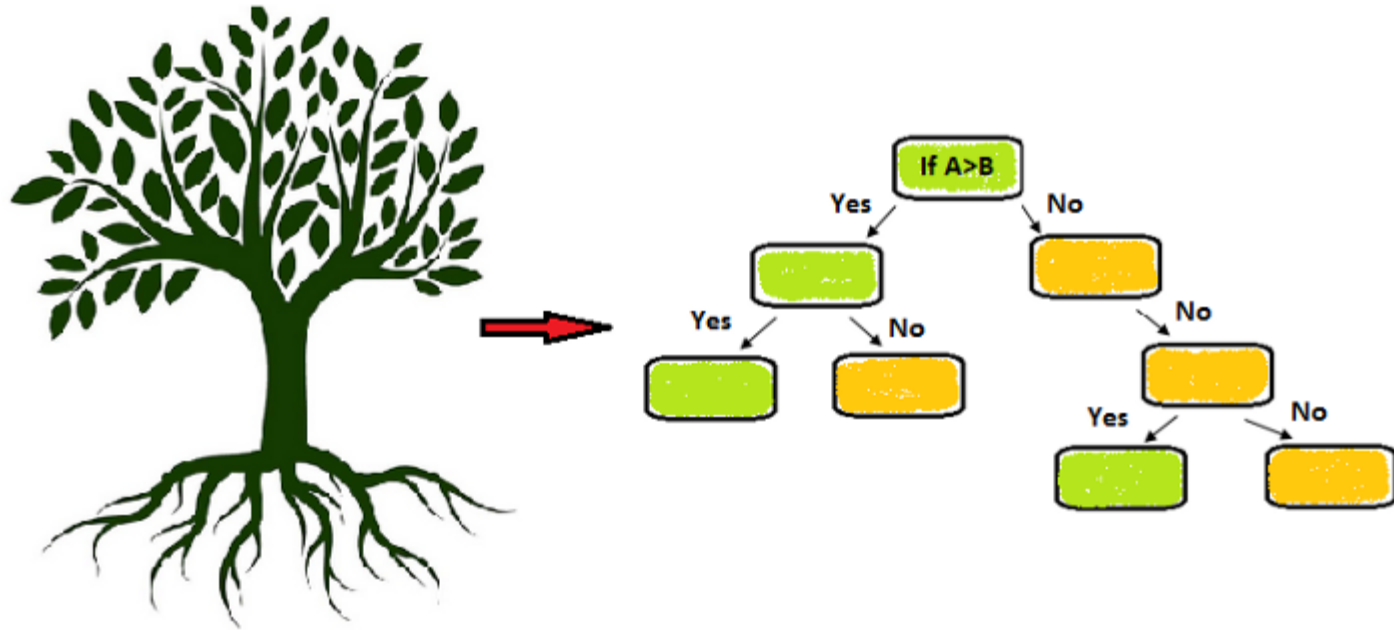 If A>B
Yes
No
Yes
No
No
Yes
No